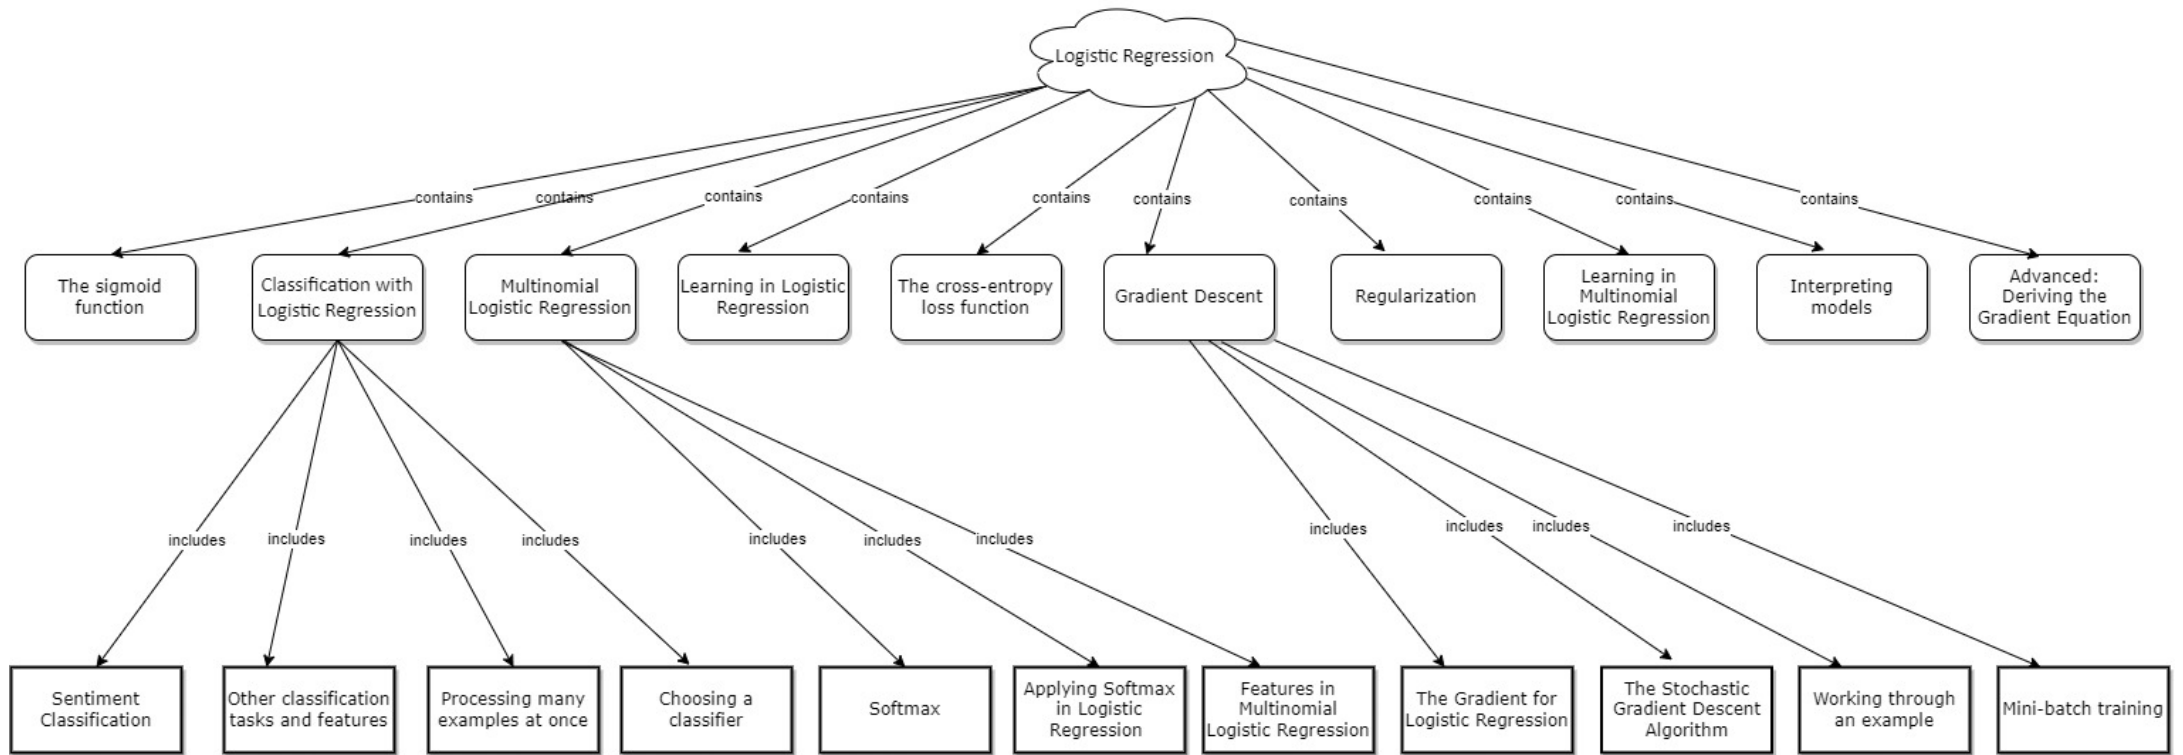 Logistic Regression
contains
contains
contains
contains
contains
contains
contains
contains
contains
contains
The sigmoid
function
Classification with
Logistic Regression
Multinomial
Logistic Regression
Learning in Logistic
Regression
The cross-entropy
loss function
Gradient Descent
Regularization
Learning in
Multinomial
Logistic Regression
Interpreting
models
Advanced:
Deriving the
Gradient Equation
includes
includes
includes
includes
includes
includes
includes
includes
includes
includes
includes
Sentiment
Classification
Other classification
tasks and features
Processing many
examples at once
Choosing a
classifier
Softmax
Applying Softmax
in Logistic
Regression
Features in
Multinomial
Logistic Regression
The Gradient for
Logistic Regression
The Stochastic
Gradient Descent
Algorithm
Working through
an example
Mini-batch training